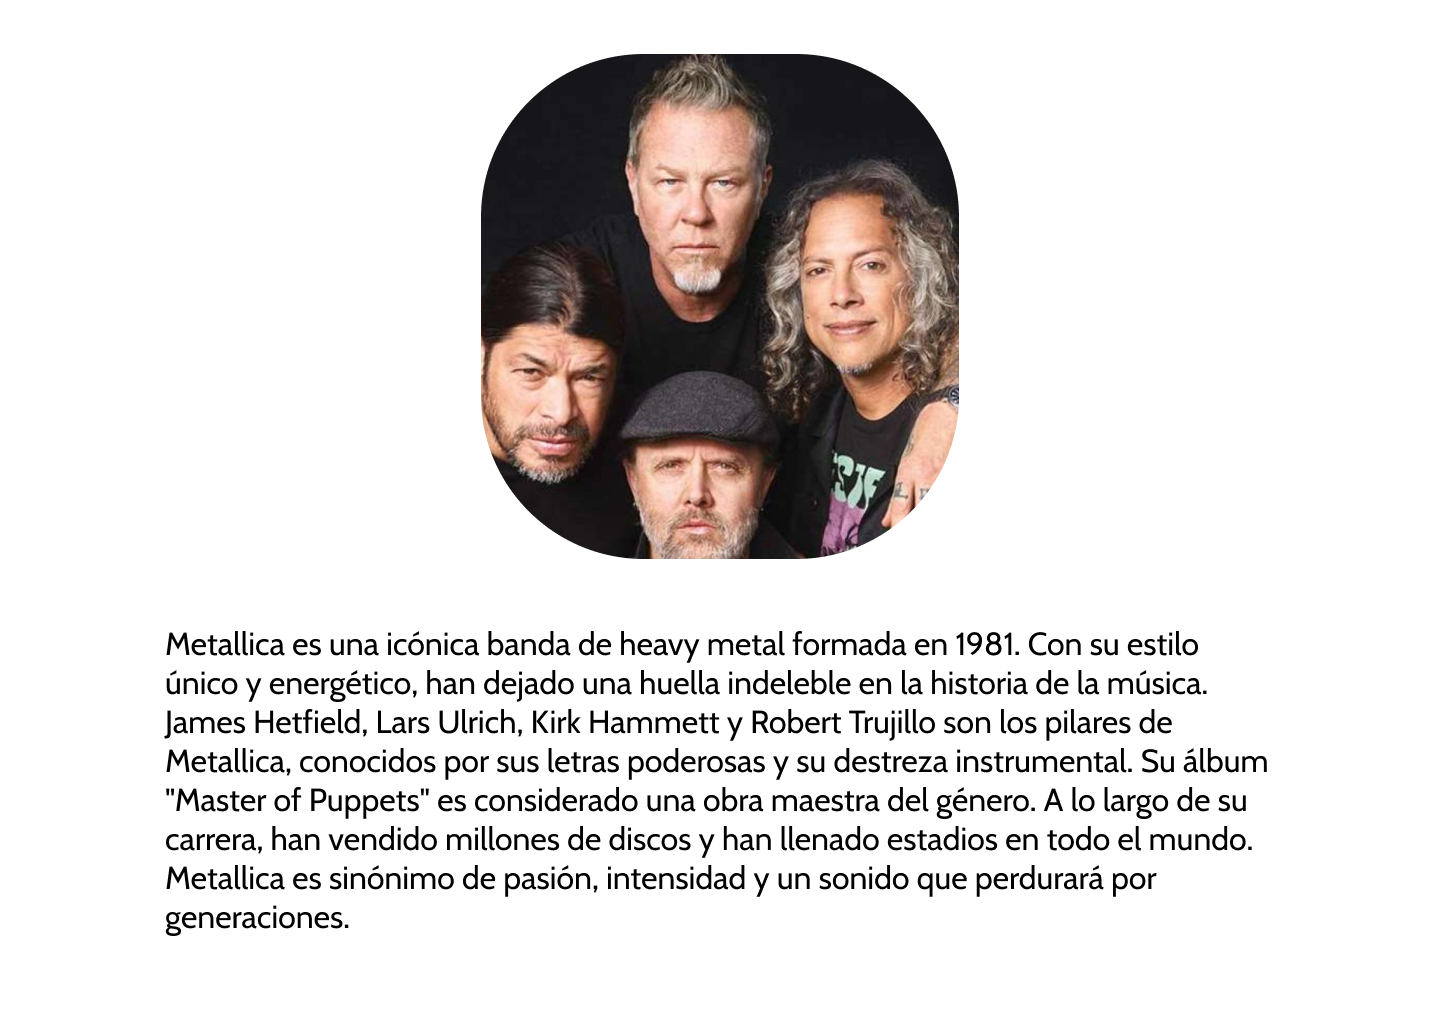 Metallica es una icónica banda de heavy metal formada en 1981. Con su estilo
único y energético, han dejado una huella indeleble en la historia de la música.
James Hetfield, Lars Ulrich, Kirk Hammett y Robert Trujillo son los pilares de
Metallica, conocidos por sus letras poderosas y su destreza instrumental. Su álbum
"Master of Puppets" es considerado una obra maestra del género. A lo largo de su
carrera, han vendido millones de discos y han llenado estadios en todo el mundo.
Metallica es sinónimo de pasión, intensidad y un sonido que perdurará por
generaciones.